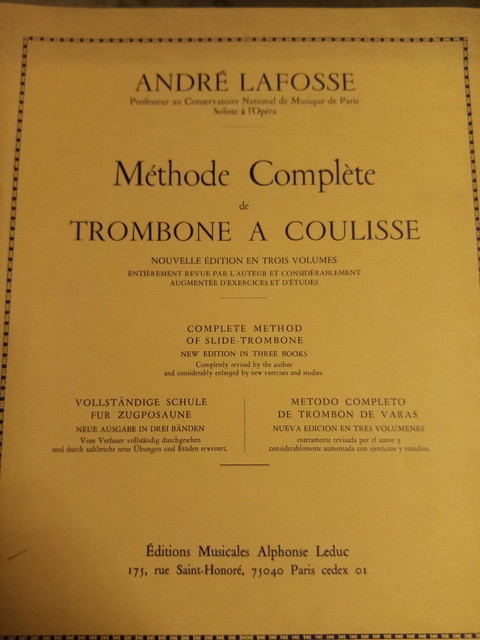 ANDRÉ LAFOSSE
Professeur au Conservatoire National de Musique de Paris
Soliste à l'Opéra
Méthode Complète
de
TROMBONE A COULISSE
NOUVELLE ÉDITION EN TROIS VOLUMES
ENTIÈREMENT REVUE PAR L'AUTEUR ET CONSIDÉRABLEMENT
AUGMENTÉE D'EXERCICES ET D'ÉTUDES
COMPLETE METHOD
OF SLIDE-TROMBONE
NEW EDITION IN THREE BOOKS
Completely revised by the author
and considerably enlarged by new exercises and studies.
VOLLSTÄNDIGE SCHULE
FUR ZUGPOSAUNE
NEUE AUSGABE IN DREI BÄNDEN
Vom Verfasser vollständig durchgesehen
und durch zahlreiche neue Übungen und Etüden erweitert.
METODO COMPLETO
DE TROMBON DE VARAS
NUEVA EDICION EN TRES VOLUMENES
enteramente revisada por el autor y
considerablemente aumentada con ejercicios y estudios.
Éditions Musicales Alphonse Leduc
175, rue Saint-Honoré, 75040 Paris cedex 01